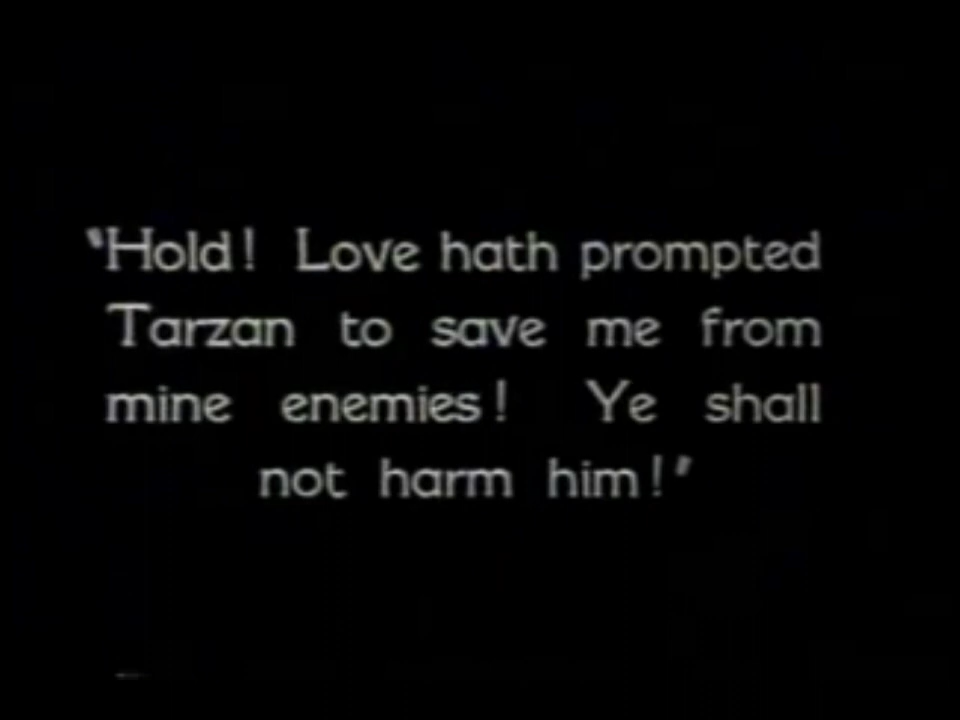 "Hold! Love hath prompted
Tarzan to save me from
mine enemies! Ye shall
not harm him!"